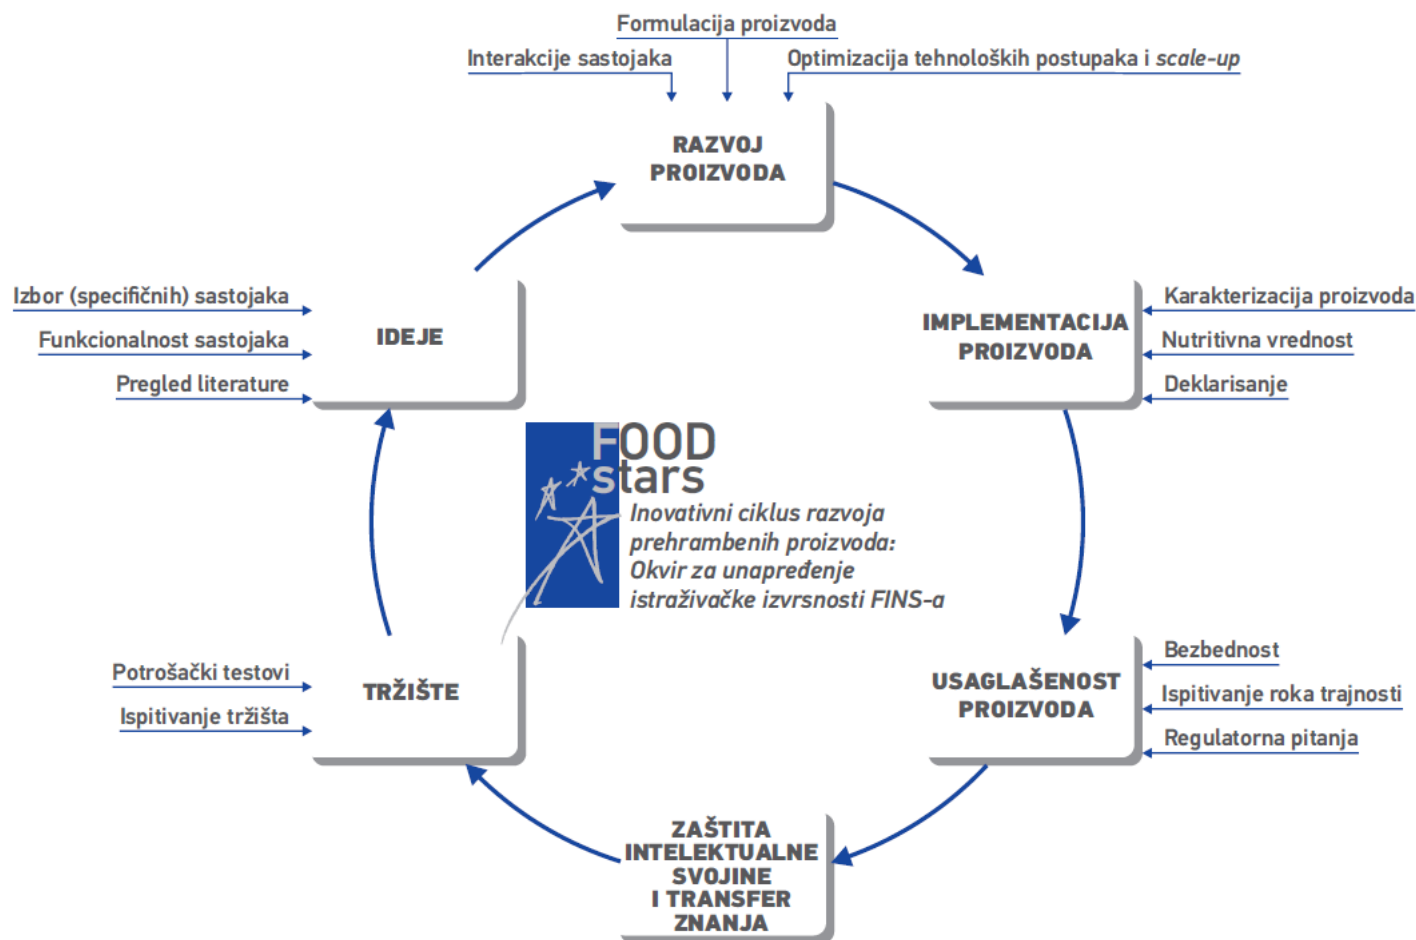 Formulacija proizvoda
Interakcije sastojaka
Optimizacija tehnoloških postupaka i scale-up
RAZVOJ
PROIZVODA
Izbor (specifičnih) sastojaka
Funkcionalnost sastojaka
Pregled literature
IDEJE
IMPLEMENTACIJA
PROIZVODA
Karakterizacija proizvoda
Nutritivna vrednost
Deklarisanje
FOOD
stars
Inovativni ciklus razvoja
prehrambenih proizvoda:
Okvir za unapređenje
istraživačke izvrsnosti FINS-a
Potrošački testovi
Ispitivanje tržišta
TRŽIŠTE
USAGLAŠENOST
PROIZVODA
Bezbednost
Ispitivanje roka trajnosti
Regulatorna pitanja
ZAŠTITA
INTELEKTUALNE
SVOJINE
I TRANSFER
ZNANJA